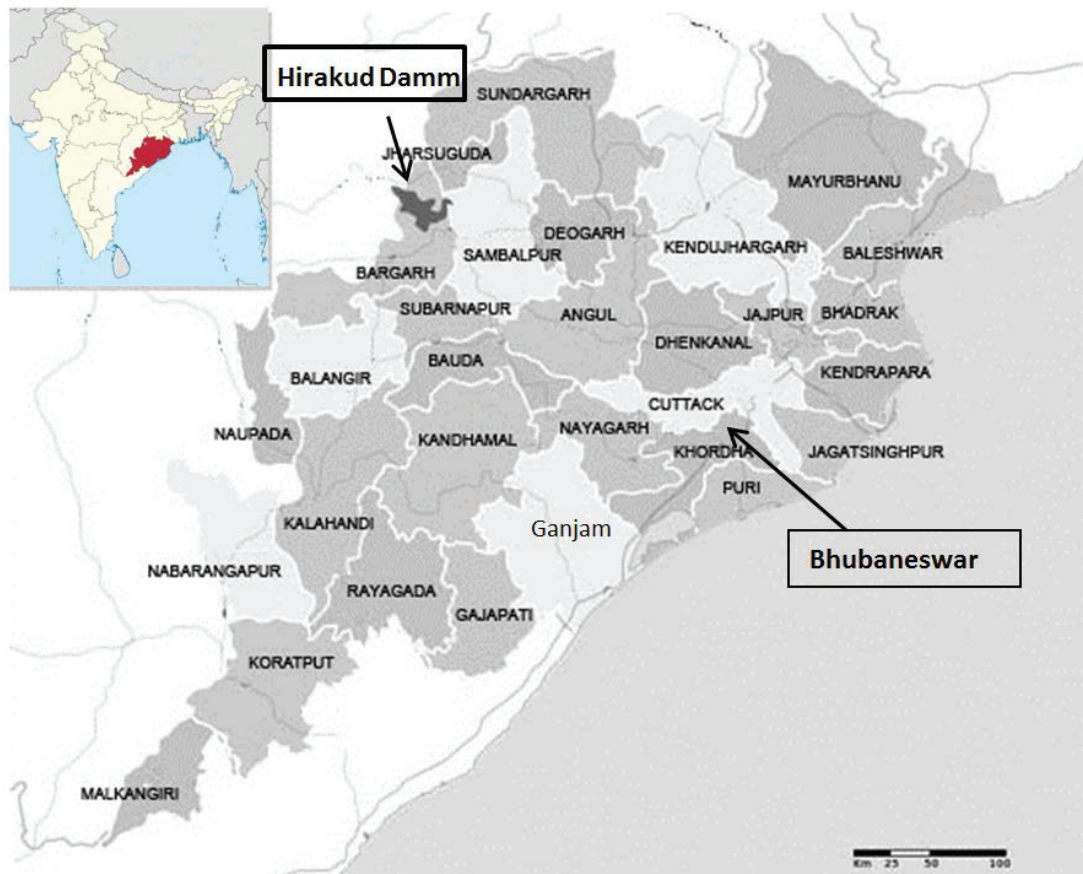 Hirakud Damm
SUNDARGARH
JHARSUGUDA
MAYURBHANU
DEOGARH
KENDUJHARGARH
SAMBALPUR
BALESHWAR
BARGARH
SUBARNAPUR
ANGUL
JAJPUR
BHADRAK
DHENKANAL
BAUDA
BALANGIR
KENDRAPARA
CUTTACK
NAUPADA
KANDHAMAL
NAYAGARH
KHORDHA
JAGATSINGHPUR
PURI
KALAHANDI
Ganjam
Bhubaneswar
NABARANGAPUR
RAYAGADA
GAJAPATI
KORATPUT
MALKANGIRI
Km 25 50 100